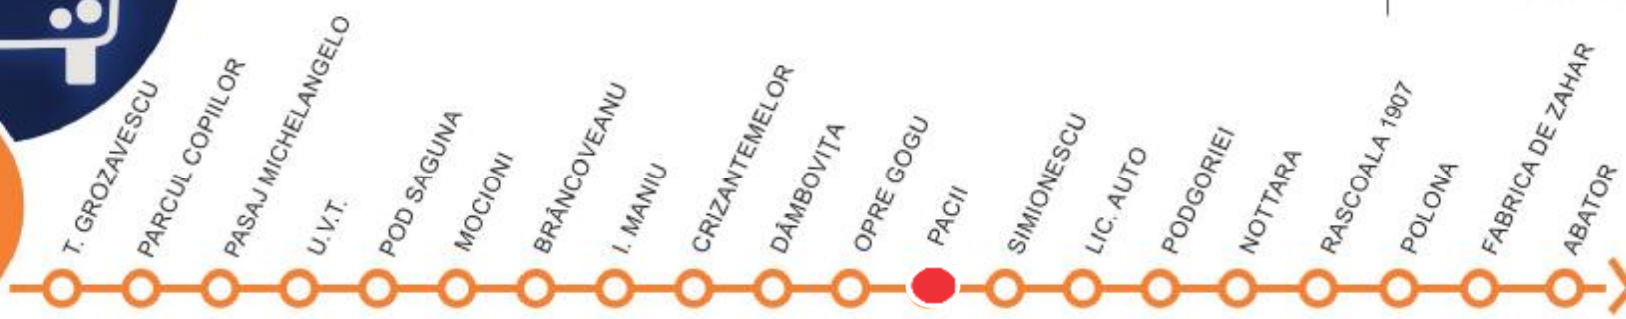 T. GROZAVESCU
PARCUL COPIILOR
PASAJ MICHELANGELO
U.V.T.
POD SAGUNA
MOCIONI
BRÂNCOVEANU
I. MANIU
CRIZANTEMELOR
DÂMBOVIȚA
OPRE GOGU
PACII
SIMIONESCU
LIC. AUTO
PODGORIEI
NOTTARA
RASCOALA 1907
POLONA
FABRICA DE ZAHAR
ABATOR